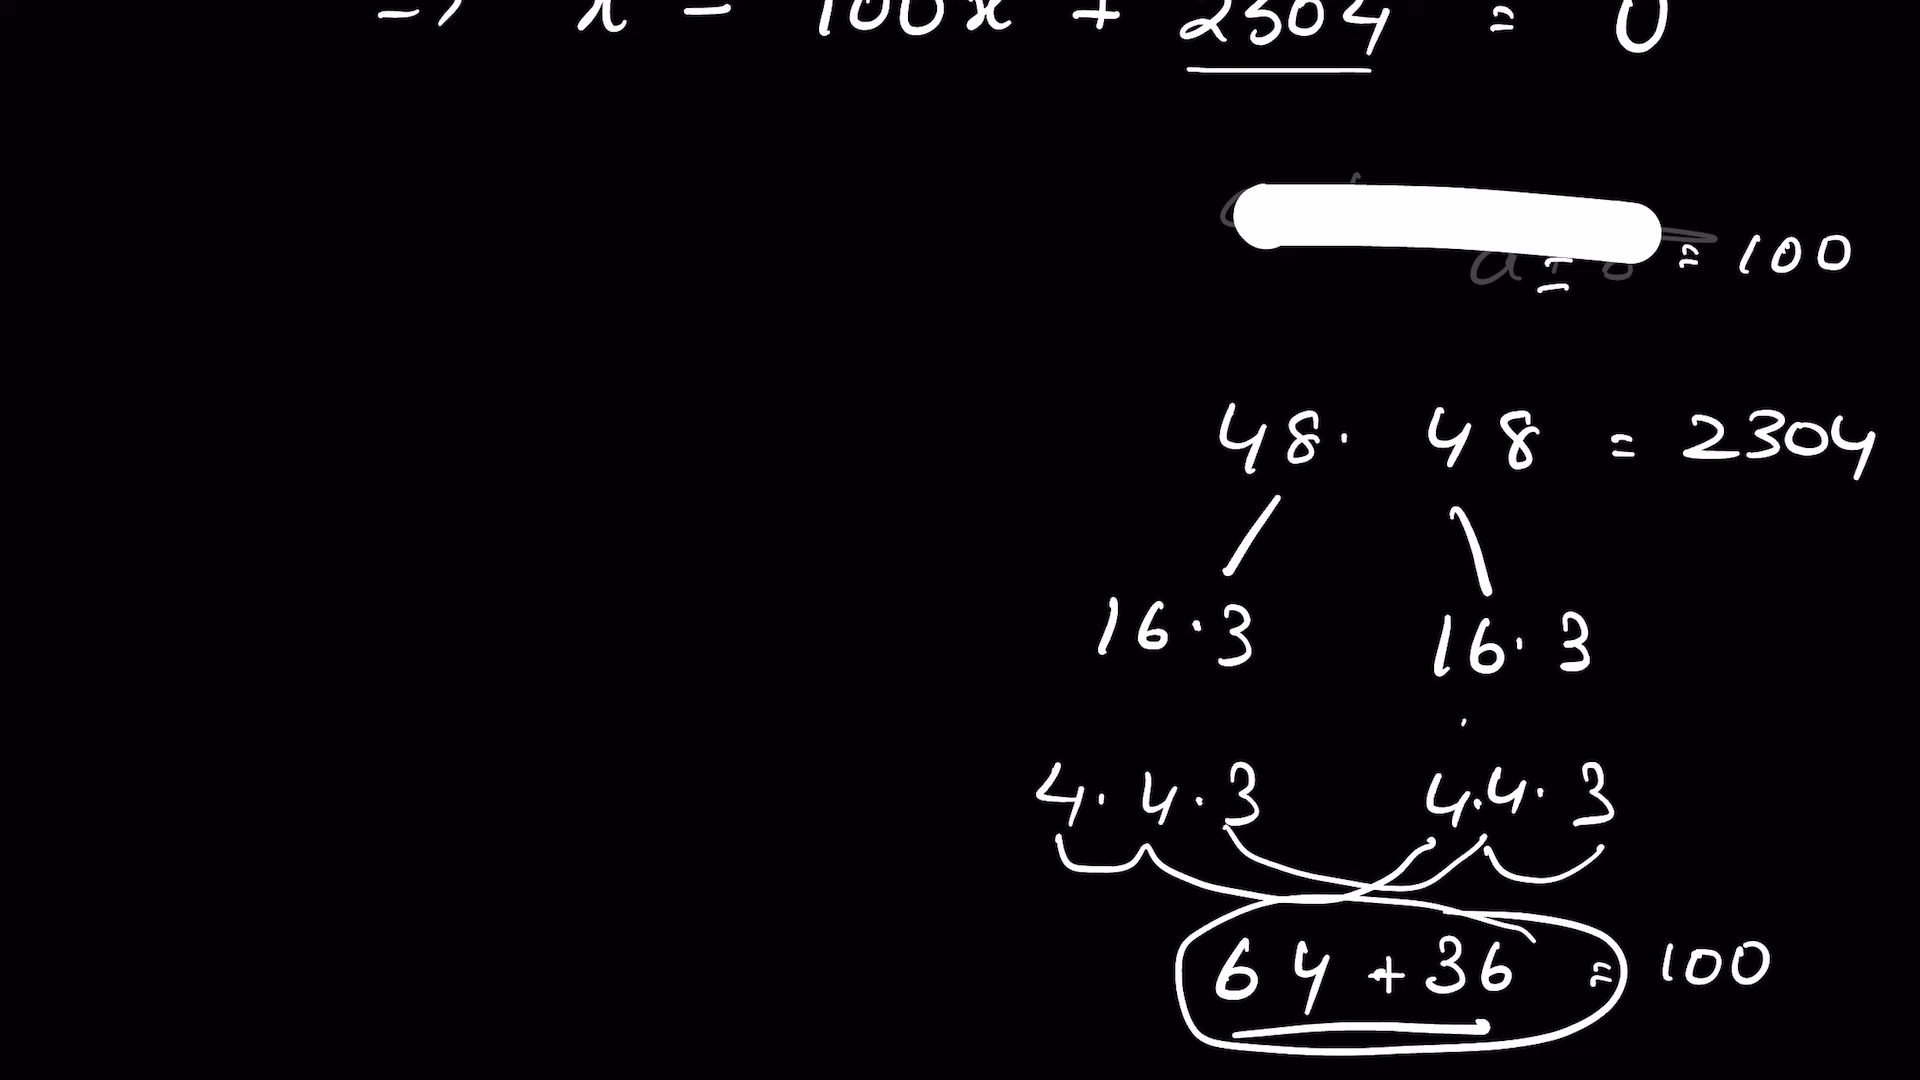 => x - 100x + 2304 = 0
a + b = 100
48 . 48 = 2304
16 . 3 16 . 3
4 . 4 . 3 4 . 4 . 3
64 + 36 = 100